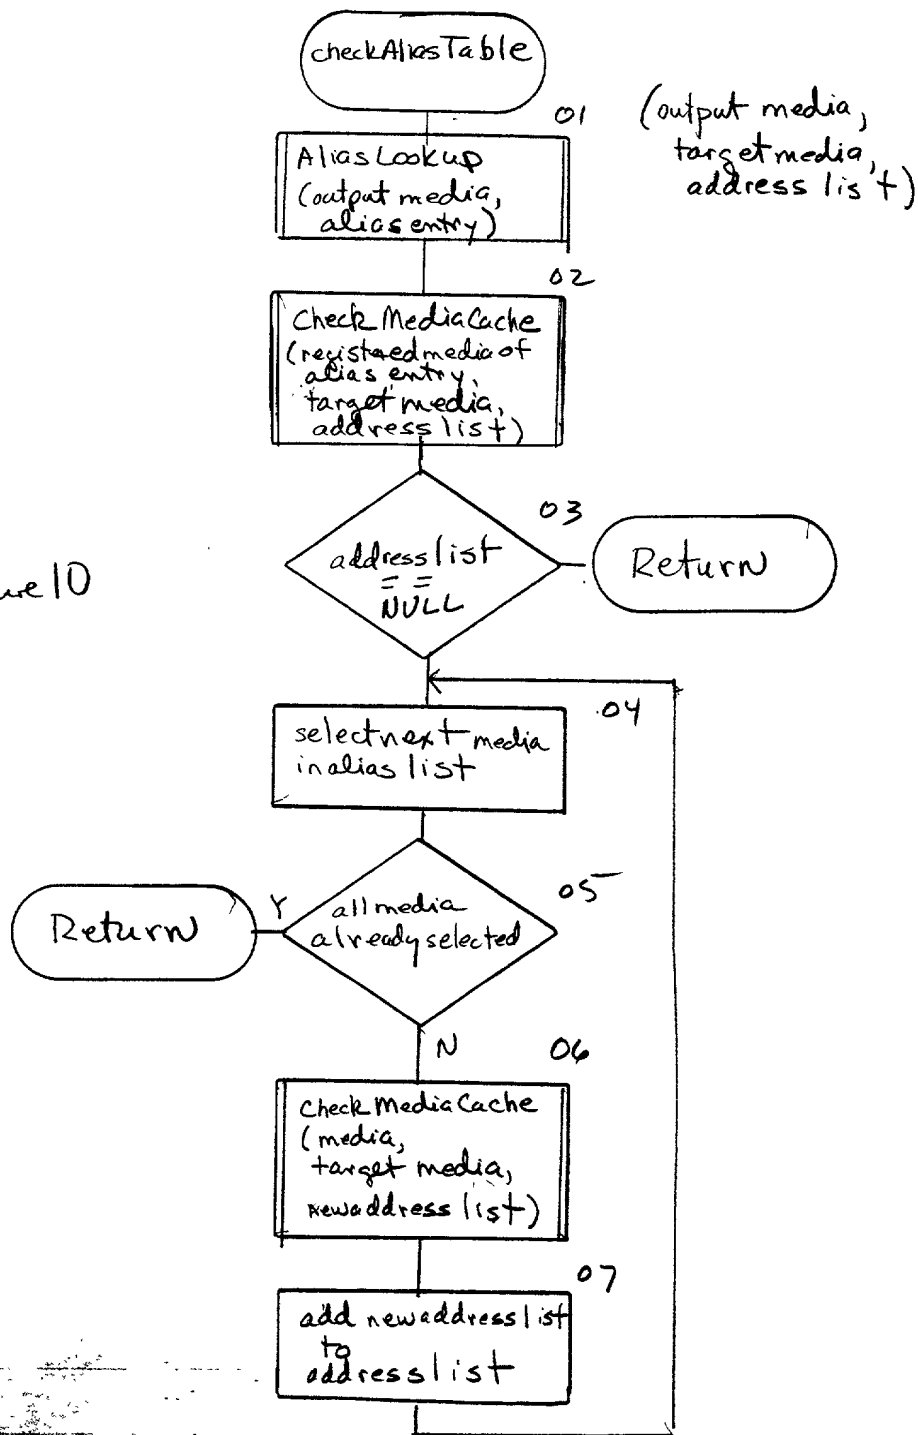 checkAliasTable
01
(output media,
target media,
address list)
AliasLookup
(output media,
alias entry)
02
Check MediaCache
(registered media of
alias entry,
target media,
address list)
03
address list
==
NULL
Return
ure 10
04
select next media
in alias list
05
all media
already selected
Y
Return
N
06
Check MediaCache
(media,
target media,
new address list)
07
add new address list
to
address list